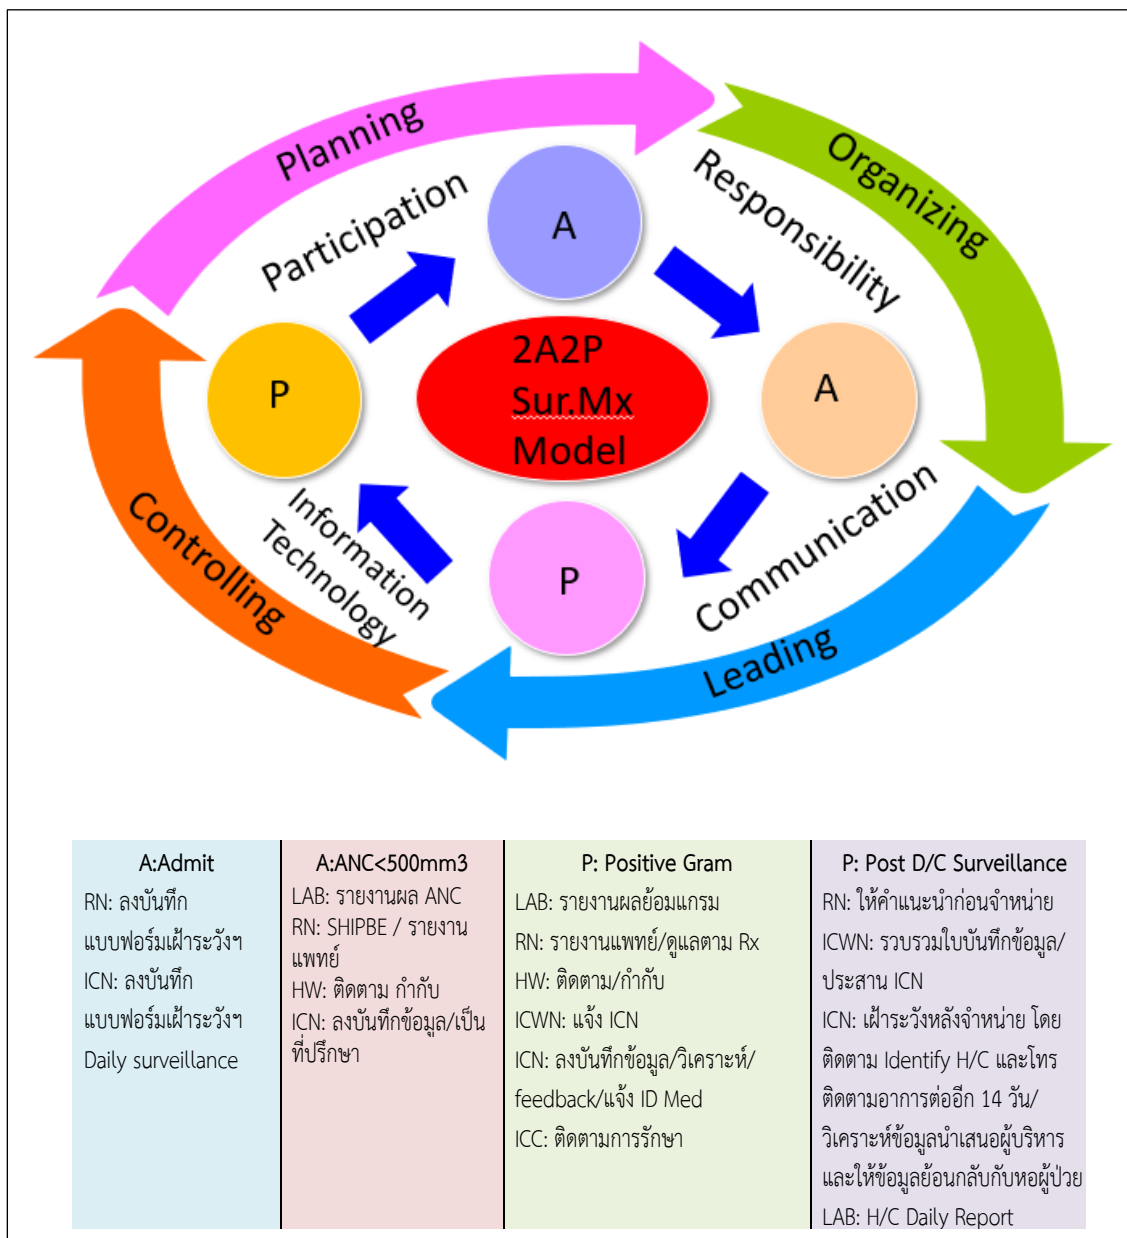 Planning
Organizing
Participation
Responsibility
A
2A2P
Sur.Mx
Model
P
A
Information
Technology
Controlling
Communication
P
Leading
A:Admit
RN: ลงบันทึก
แบบฟอร์มเฝ้าระวังฯ
ICN: ลงบันทึก
แบบฟอร์มเฝ้าระวังฯ
Daily surveillance
A:ANC<500mm3
LAB: รายงานผล ANC
RN: SHIPBE / รายงาน
แพทย์
HW: ติดตาม กำกับ
ICN: ลงบันทึกข้อมูล/เป็น
ที่ปรึกษา
P: Positive Gram
LAB: รายงานผลย้อมแกรม
RN: รายงานแพทย์/ดูแลตาม Rx
HW: ติดตาม/กำกับ
ICWN: แจ้ง ICN
ICN: ลงบันทึกข้อมูล/วิเคราะห์/
feedback/แจ้ง ID Med
ICC: ติดตามการรักษา
P: Post D/C Surveillance
RN: ให้คำแนะนำก่อนจำหน่าย
ICWN: รวบรวมใบบันทึกข้อมูล/
ประสาน ICN
ICN: เฝ้าระวังหลังจำหน่าย โดย
ติดตาม Identify H/C และโทร
ติดตามอาการต่ออีก 14 วัน/
วิเคราะห์ข้อมูลนำเสนอผู้บริหาร
และให้ข้อมูลย้อนกลับกับหอผู้ป่วย
LAB: H/C Daily Report